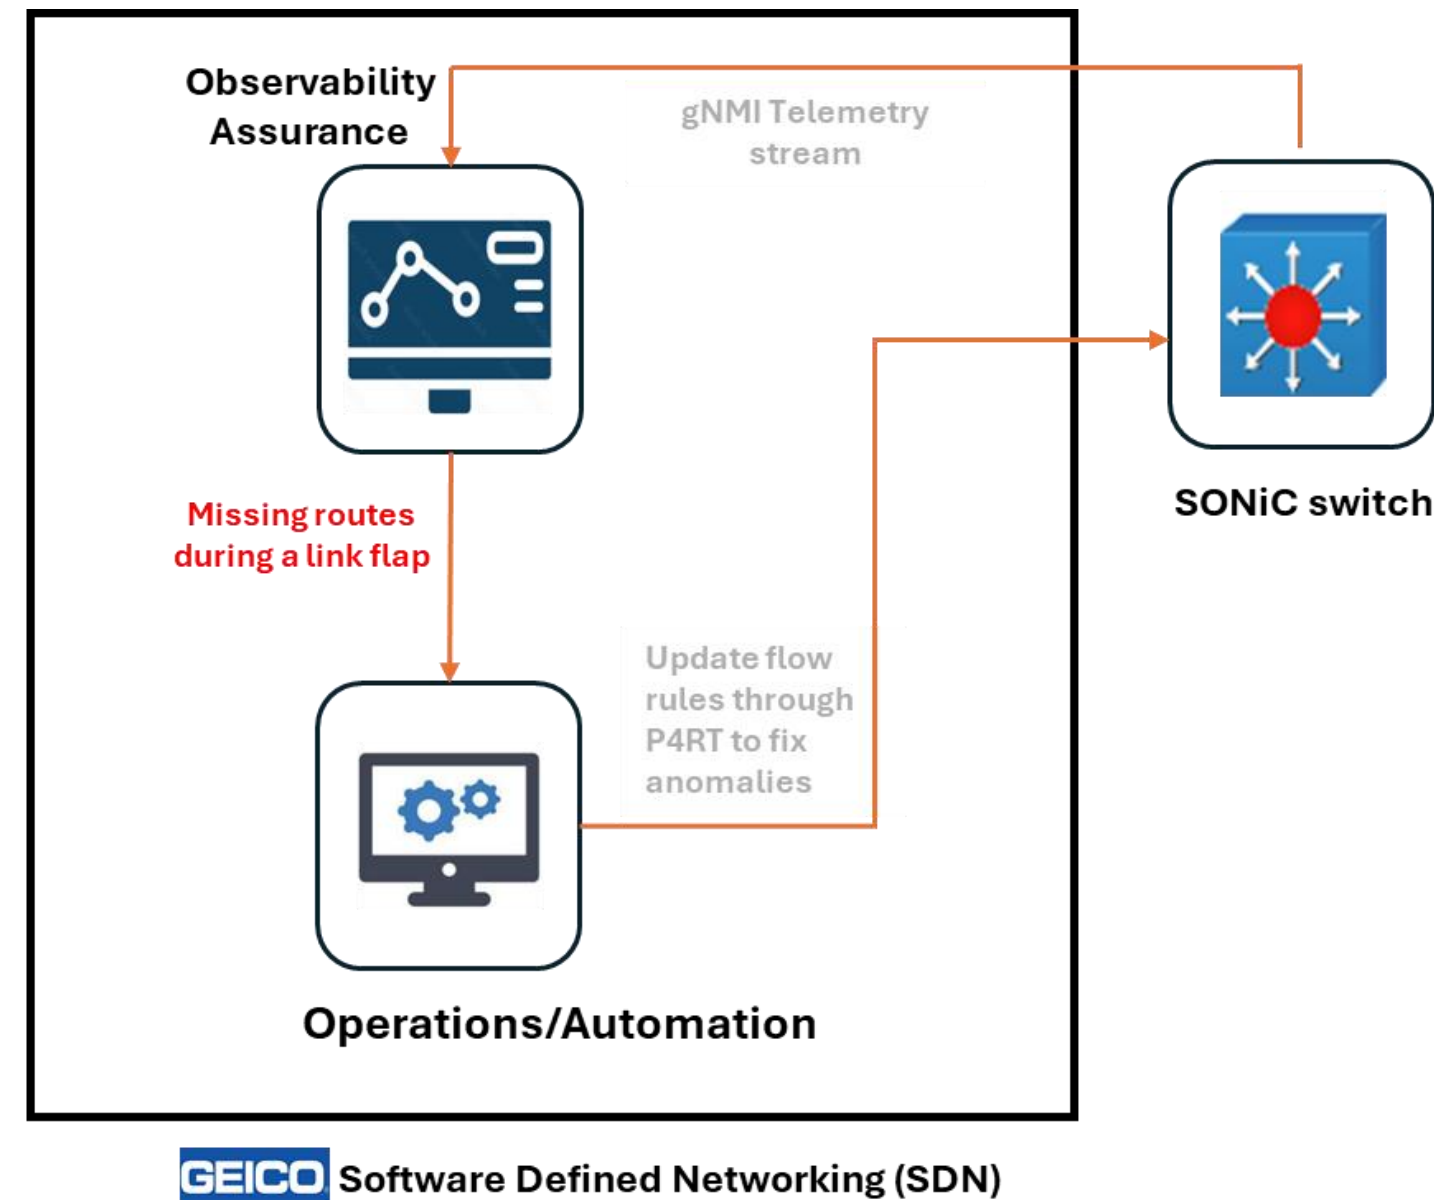 Observability
Assurance
gNMI Telemetry
stream
SONiC switch
Missing routes
during a link flap
Update flow
rules through
P4RT to fix
anomalies
Operations/Automation
GEICO Software Defined Networking (SDN)